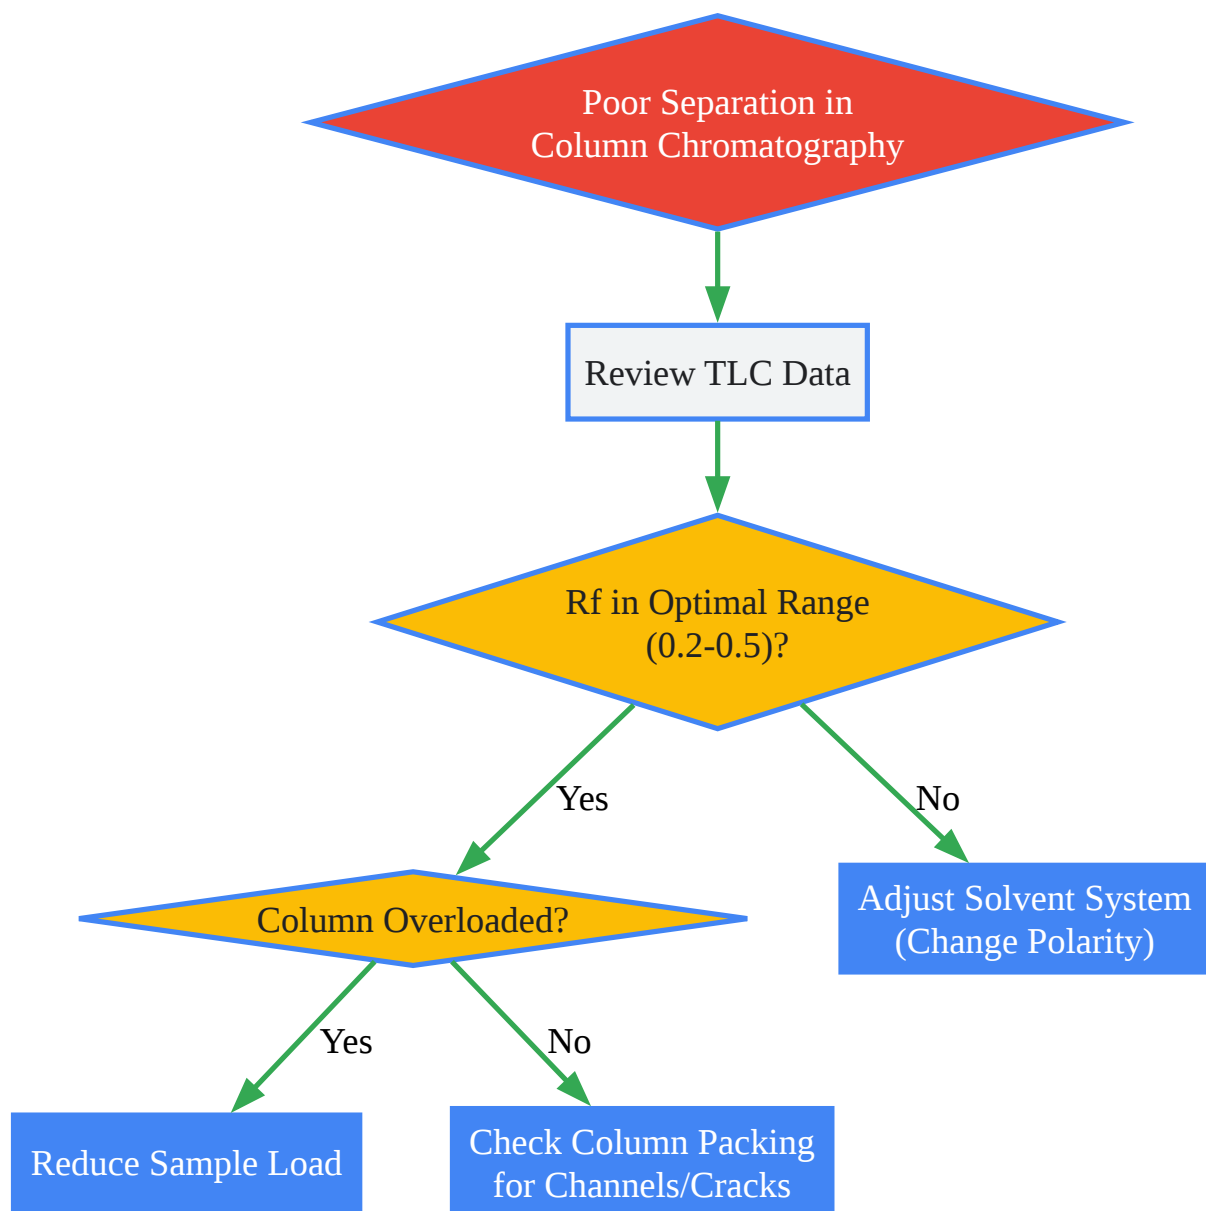 Poor Separation in
Column Chromatography
Review TLC Data
Rf in Optimal Range
(0.2-0.5)?
Yes
No
Column Overloaded?
Adjust Solvent System
(Change Polarity)
Yes
No
Reduce Sample Load
Check Column Packing
for Channels/Cracks